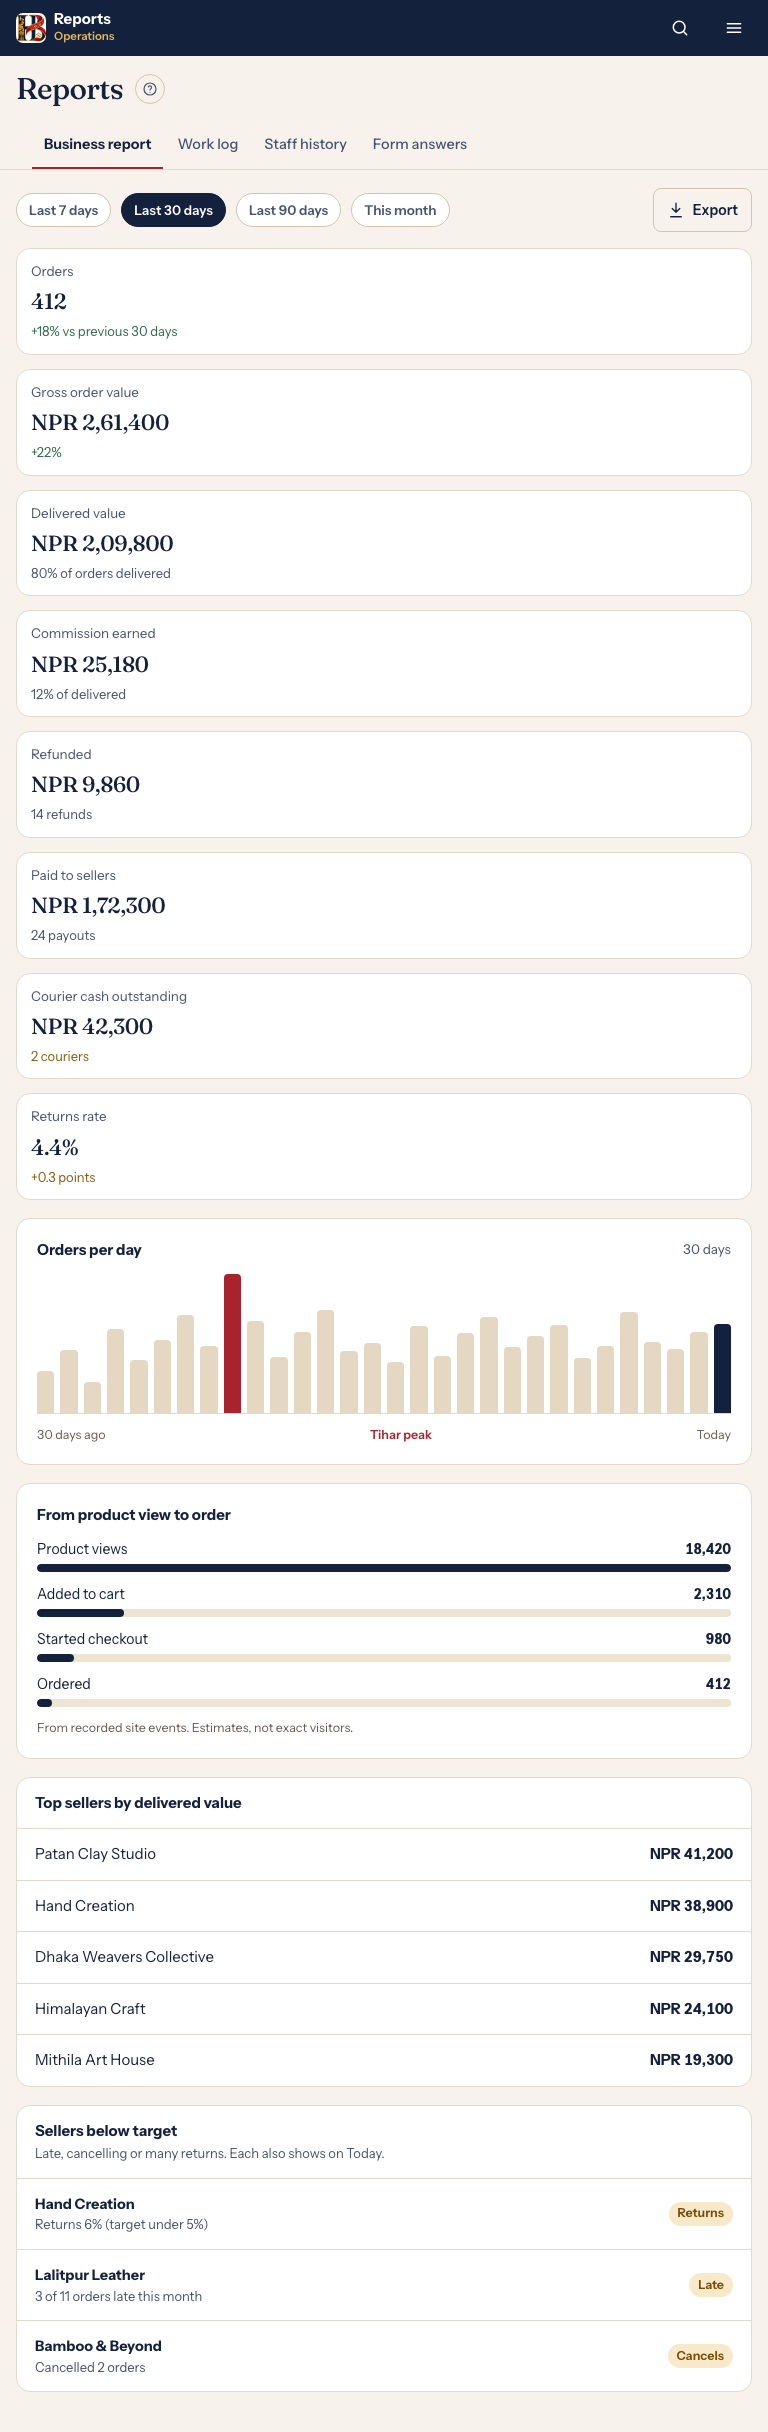 Reports
Operations
Reports
Business report
Work log
Staff history
Form answers
Last 7 days
Last 30 days
Last 90 days
This month
Export
Orders
412
+18% vs previous 30 days
Gross order value
NPR 2,61,400
+22%
Delivered value
NPR 2,09,800
80% of orders delivered
Commission earned
NPR 25,180
12% of delivered
Refunded
NPR 9,860
14 refunds
Paid to sellers
NPR 1,72,300
24 payouts
Courier cash outstanding
NPR 42,300
2 couriers
Returns rate
4.4%
+0.3 points
Orders per day
30 days
30 days ago
Tihar peak
Today
From product view to order
Product views
18,420
Added to cart
2,310
Started checkout
980
Ordered
412
From recorded site events. Estimates, not exact visitors.
Top sellers by delivered value
Patan Clay Studio
NPR 41,200
Hand Creation
NPR 38,900
Dhaka Weavers Collective
NPR 29,750
Himalayan Craft
NPR 24,100
Mithila Art House
NPR 19,300
Sellers below target
Late, cancelling or many returns. Each also shows on Today.
Hand Creation
Returns 6% (target under 5%)
Returns
Lalitpur Leather
3 of 11 orders late this month
Late
Bamboo & Beyond
Cancelled 2 orders
Cancels